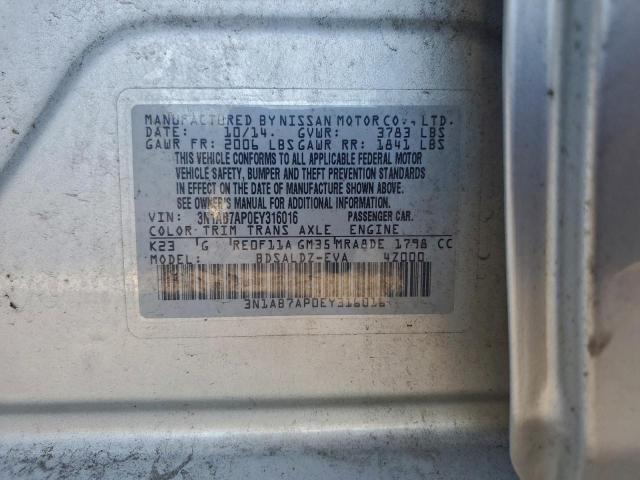 MANUFACTURED BY NISSAN MOTOR CO., LTD.
DATE: 10/14. GVWR: 3783 LBS
GAWR FR: 2006 LBS GAWR RR: 1841 LBS
THIS VEHICLE CONFORMS TO ALL APPLICABLE FEDERAL MOTOR
VEHICLE SAFETY, BUMPER AND THEFT PREVENTION STANDARDS
IN EFFECT ON THE DATE OF MANUFACTURE SHOWN ABOVE.
SEE OWNER'S MANUAL FOR ADDITIONAL INFORMATION.
VIN: 3N1AB7AP0EY316016 PASSENGER CAR.
COLOR TRIM TRANS AXLE ENGINE
K23 G RE0F11A GM35 MRA8DE 1798 CC
MODEL: BDSALDZ-EVA 4Z000
3N1AB7AP0EY316016